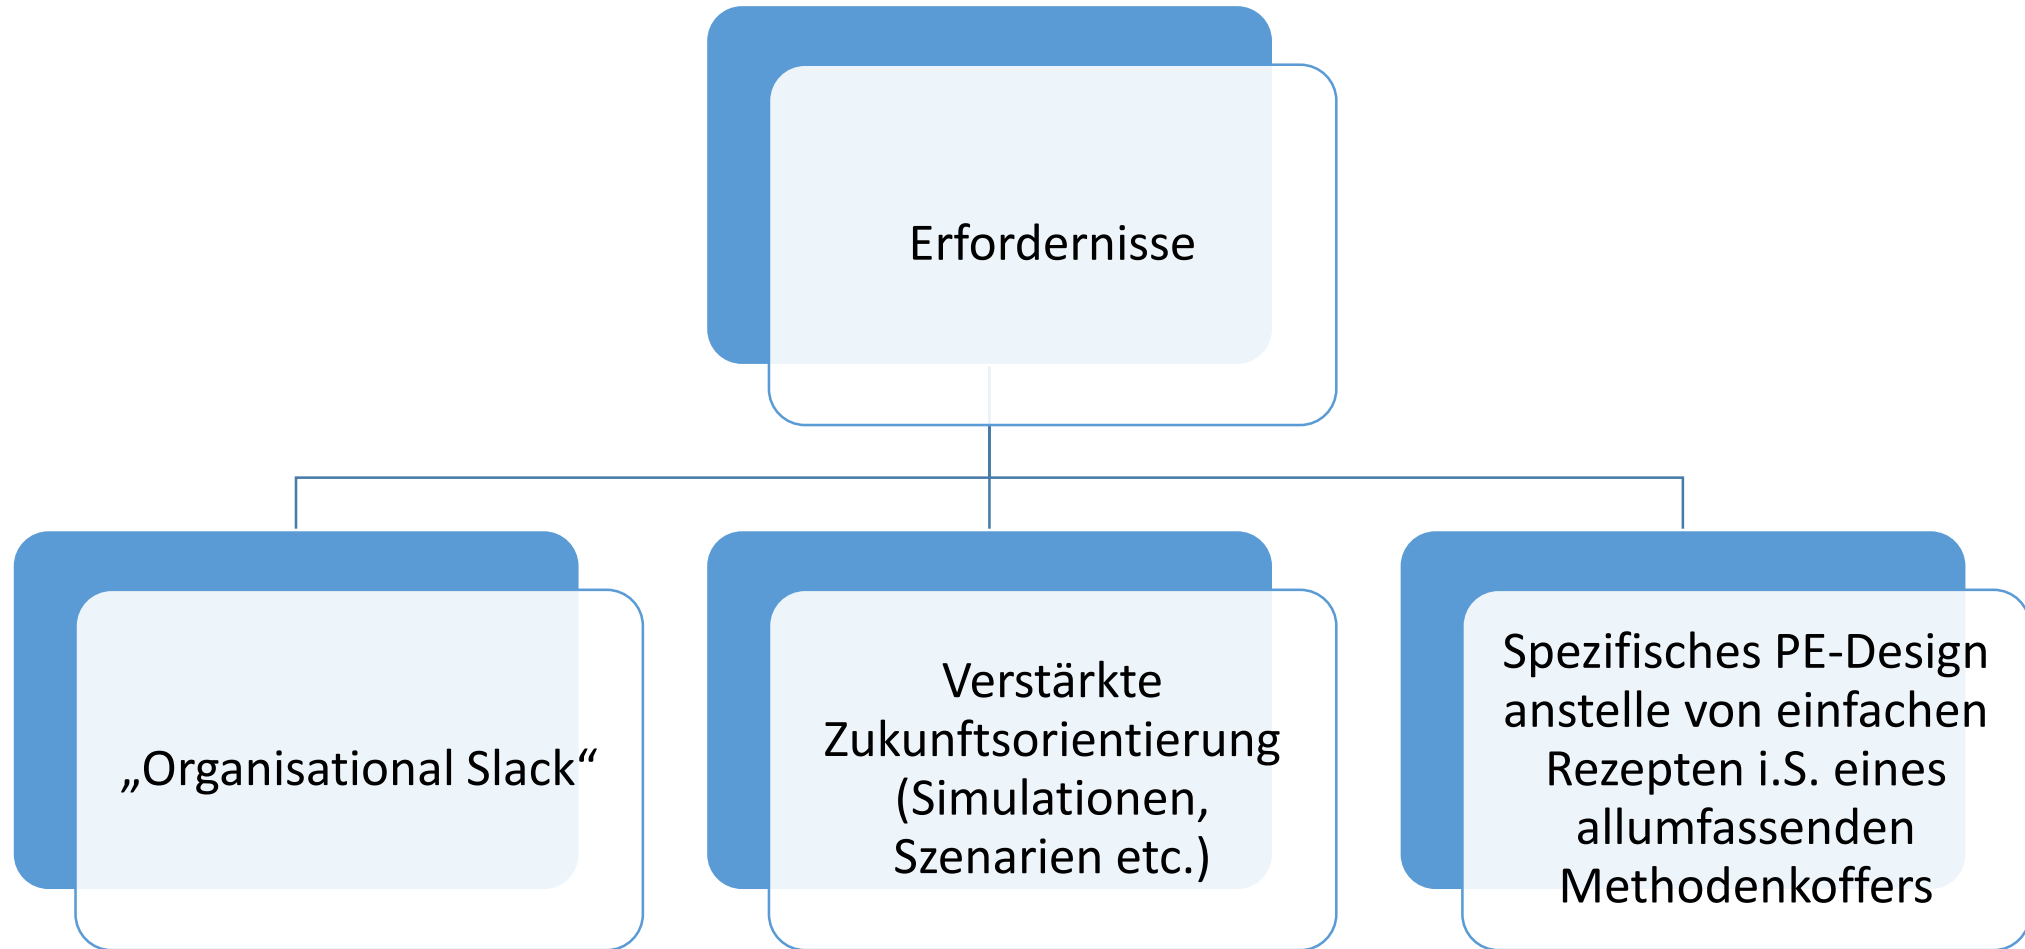 Erfordernisse
„Organisational Slack“
Verstärkte
Zukunftsorientierung
(Simulationen,
Szenarien etc.)
Spezifisches PE-Design
anstelle von einfachen
Rezepten i.S. eines
allumfassenden
Methodenkoffers